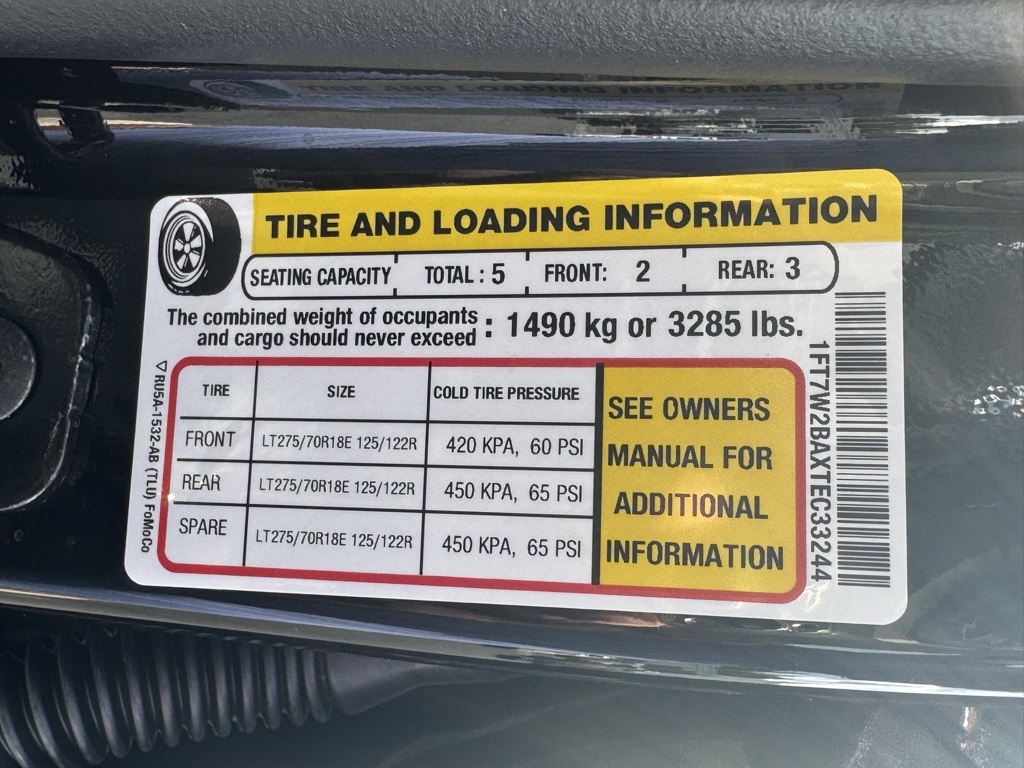 TIRE AND LOADING INFORMATION
SEATING CAPACITY TOTAL : 5 FRONT: 2 REAR: 3
The combined weight of occupants
and cargo should never exceed : 1490 kg or 3285 lbs.
TIRE SIZE COLD TIRE PRESSURE
FRONT LT275/70R18E 125/122R 420 KPA, 60 PSI
REAR LT275/70R18E 125/122R 450 KPA, 65 PSI
SPARE LT275/70R18E 125/122R 450 KPA, 65 PSI
SEE OWNERS
MANUAL FOR
ADDITIONAL
INFORMATION
1FT7W2BAXTEC33244
▽ RU5A-1532-AB (TLU) FoMoCo